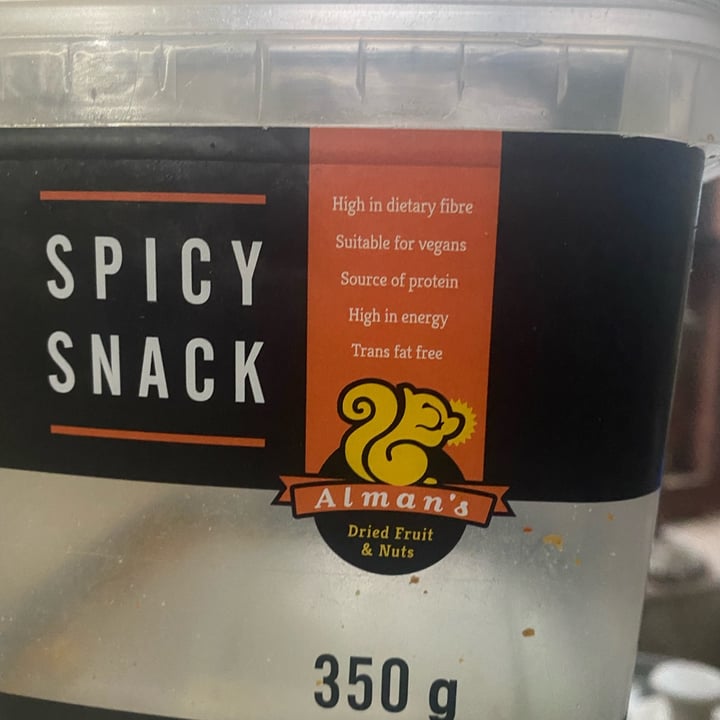 SPICY
SNACK
High in dietary fibre
Suitable for vegans
Source of protein
High in energy
Trans fat free
Alman's
Dried Fruit
& Nuts
350 g